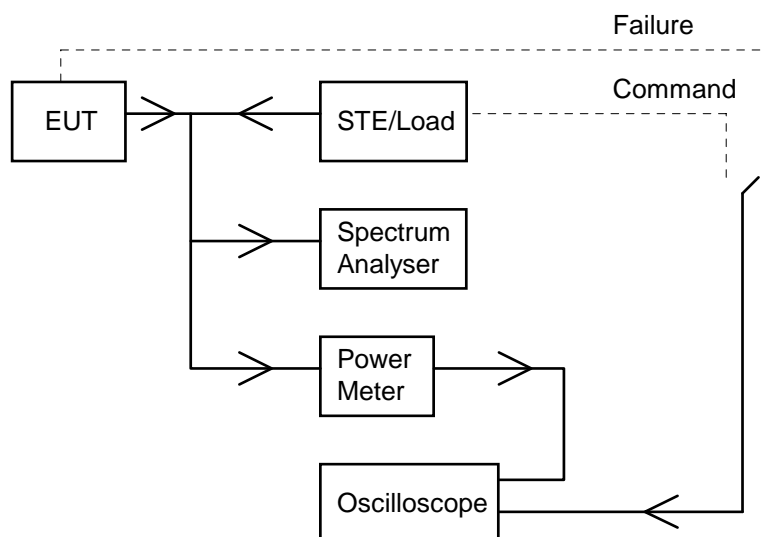 Failure
Command
EUT
STE/Load
Spectrum
Analyser
Power
Meter
Oscilloscope